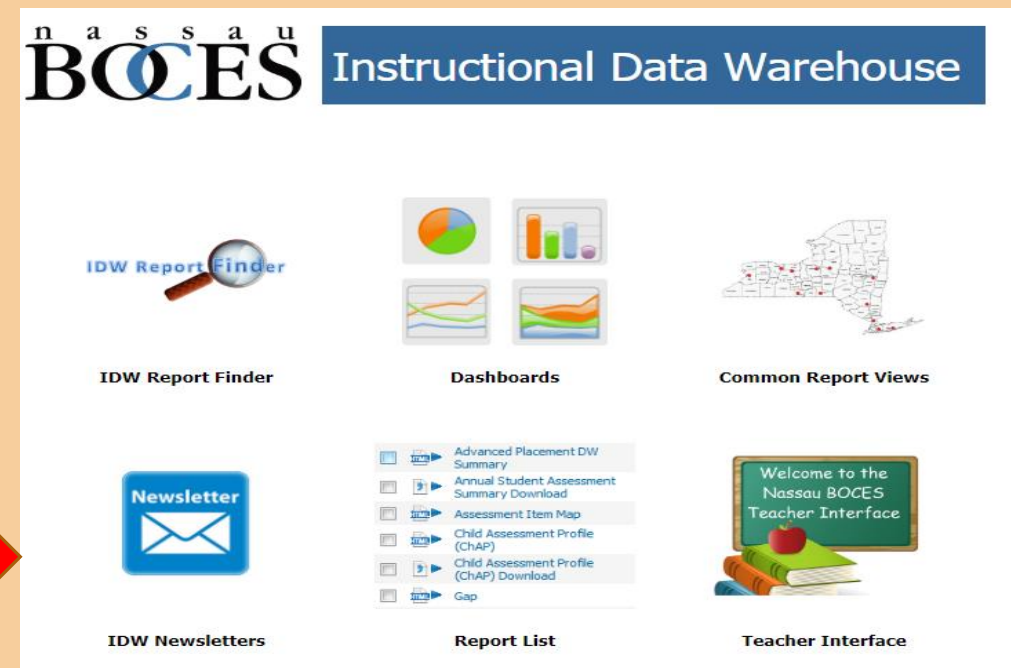 nassau
BOCES
Instructional Data Warehouse
IDW Report Finder
IDW Report Finder
Dashboards
Common Report Views
Newsletter
Advanced Placement DW
Summary
Annual Student Assessment
Summary Download
Assessment Item Map
Child Assessment Profile
(ChAP)
Child Assessment Profile
(ChAP) Download
Gap
Welcome to the
Nassau BOCES
Teacher Interface
IDW Newsletters
Report List
Teacher Interface